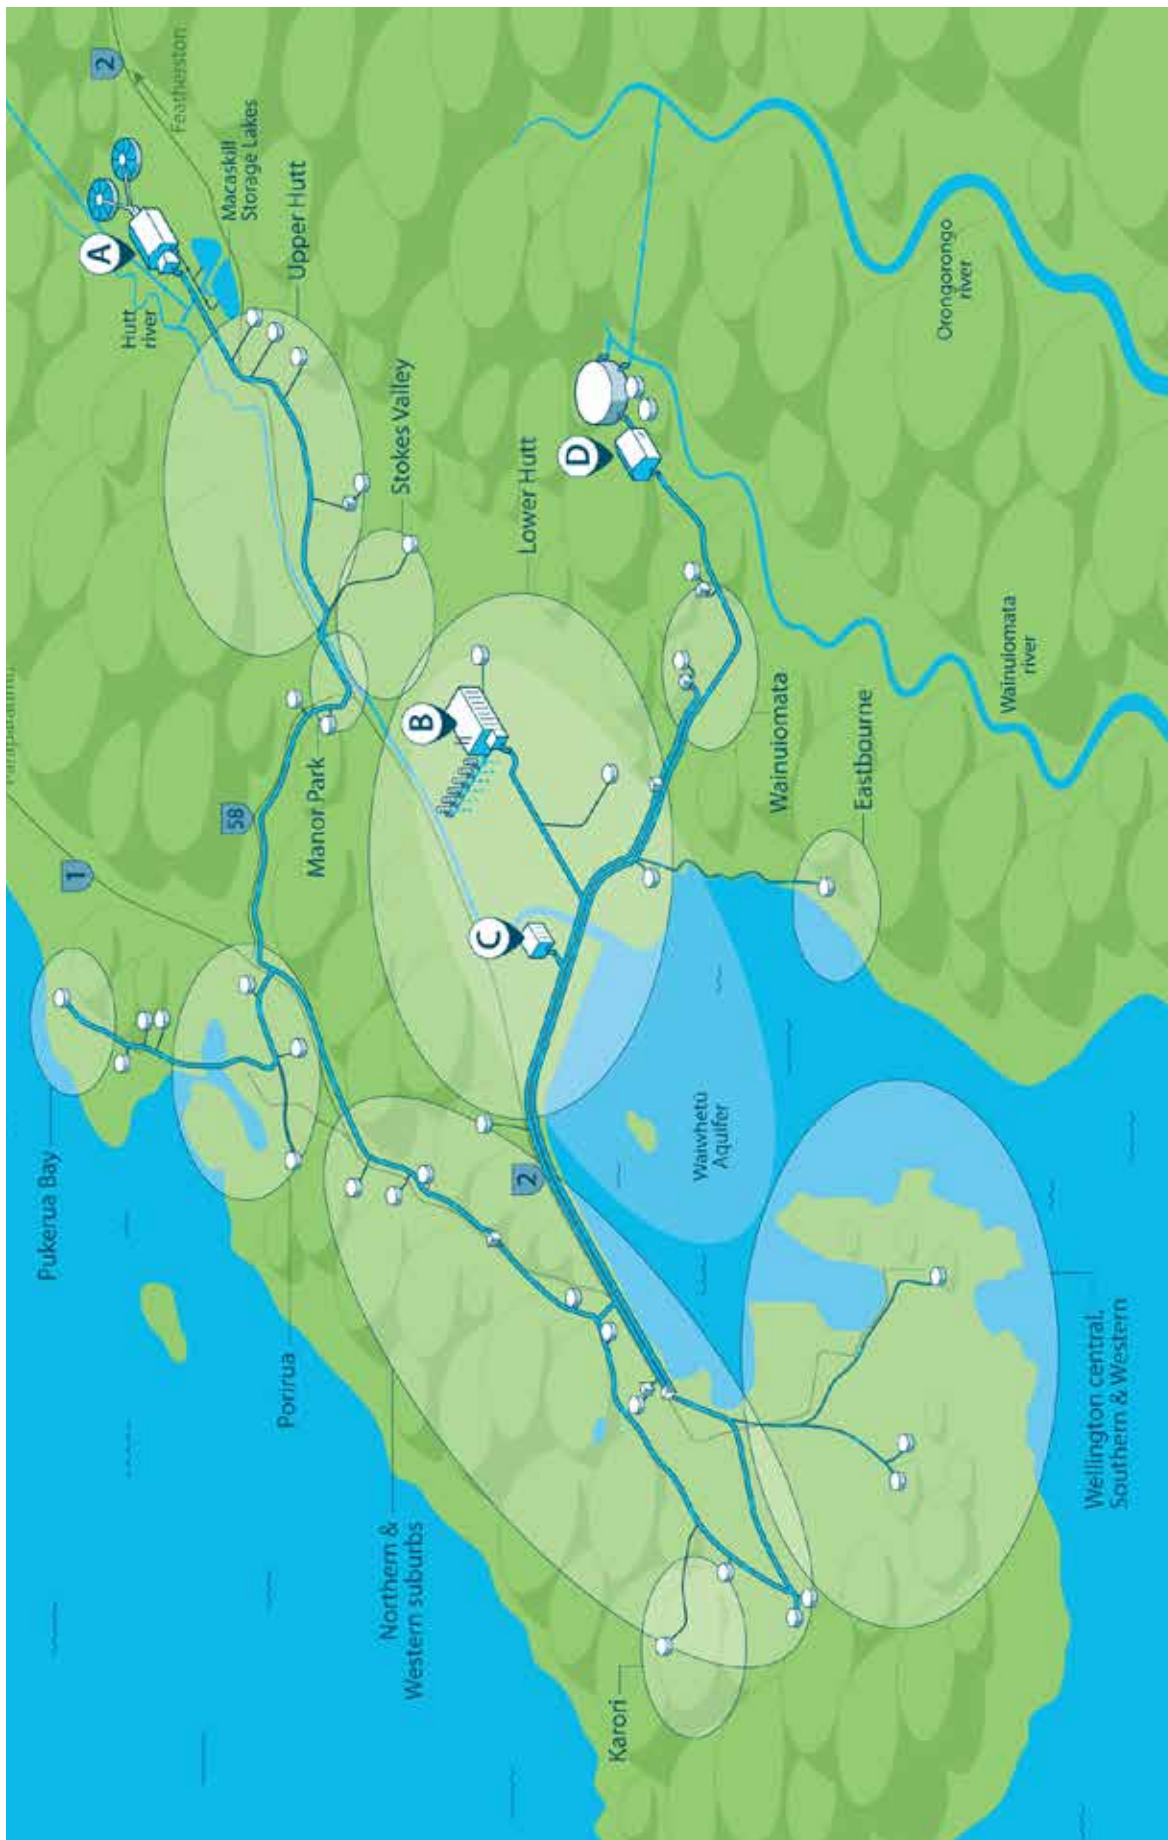 Pukerua Bay
Porirua
Northern &
Western suburbs
Karori
1
58
Manor Park
2
Featherston
A
Hutt
river
Macaskill
Storage Lakes
Upper Hutt
Stokes Valley
Lower Hutt
B
C
D
2
Waiwhetū
Aquifer
Wainuiomata
Eastbourne
Wainuiomata
river
Orongorongo
river
Wellington central,
Southern & Western